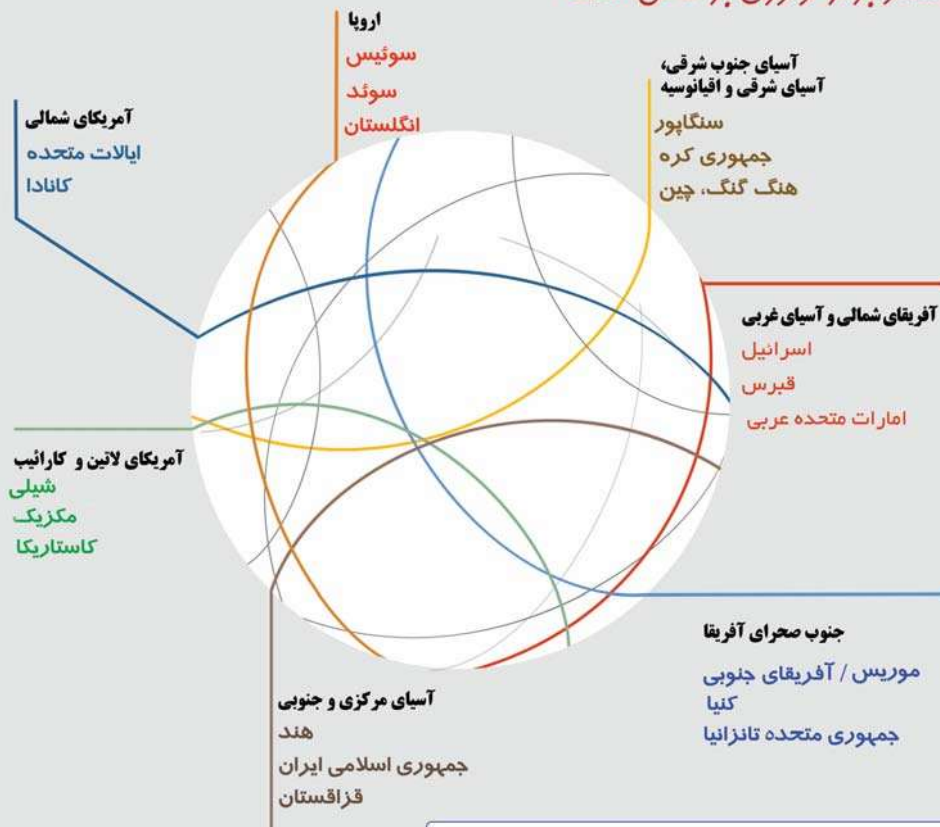 اروپا
سوئیس
سوئد
انگلستان
آسیای جنوب شرقی،
آسیای شرقی و اقیانوسیه
سنگاپور
جمهوری کره
هنگ گنگ، چین
آمریکای شمالی
ایالات متحده
کانادا
آفریقای شمالی و آسیای غربی
اسرائیل
قبرس
امارات متحده عربی
آمریکای لاتین و کارائیب
شیلی
مکزیک
کاستاریکا
جنوب صحرای آفریقا
موریس / آفریقای جنوبی
کنیا
جمهوری متحده تانزانیا
آسیای مرکزی و جنوبی
هند
جمهوری اسلامی ایران
قزاقستان